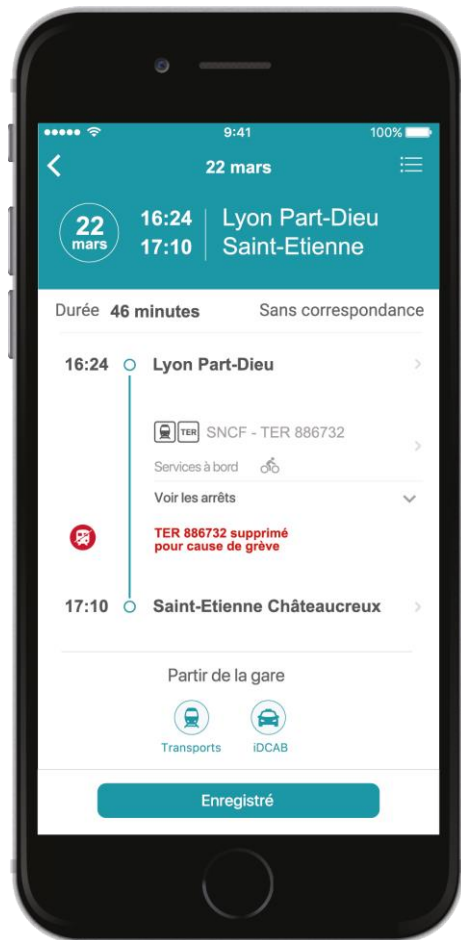 9:41
100%
22 mars
22
mars
16:24 Lyon Part-Dieu
17:10 Saint-Etienne
Durée 46 minutes Sans correspondance
16:24 Lyon Part-Dieu
TER SNCF - TER 886732
Services à bord
Voir les arrêts
TER 886732 supprimé
pour cause de grève
17:10 Saint-Etienne Châteaucreux
Partir de la gare
Transports iDCAB
Enregistré